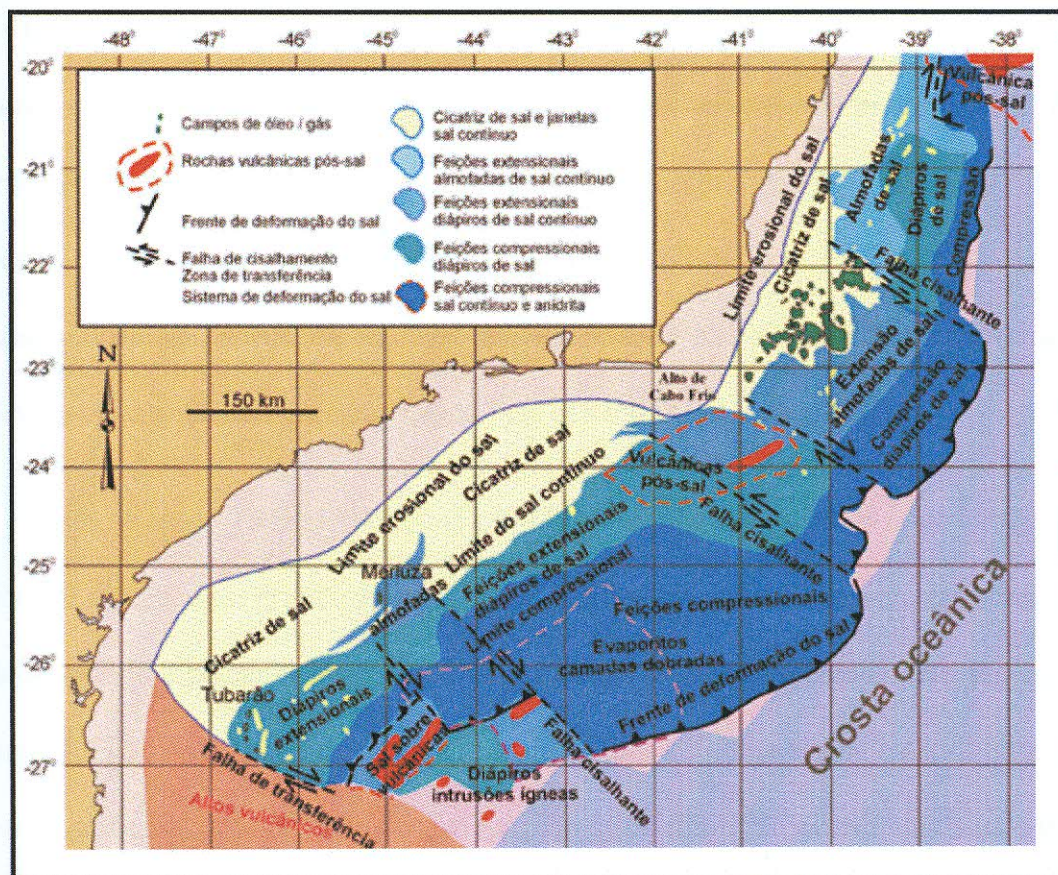 -48° -47° -46° -45° -44° -43° -42° -41° -40° -39° -38°
-20°
-21°
-22°
-23°
-24°
-25°
-26°
-27°
Campos de óleo / gás
Rochas vulcânicas pós-sal
Frente de deformação do sal
Falha de cisalhamento
Zona de transferência
Sistema de deformação do sal
Cicatriz de sal e janelas
sal contínuo
Feições extensionais
almofadas de sal contínuo
Feições extensionais
diápiros de sal contínuo
Feições compressionais
diápiros de sal
Feições compressionais
sal contínuo e anidrita
N
150 km
Vulcânica
pós-sal
Almofadas
de sal
Diápiros
de sal
Compressão
Limite erosional do sal
Cicatriz de sal
Falha cisalhante
Extensão
almofadas de sal
Compressão
diápiros de sal
Alto de
Cabo Frio
Vulcânicas
pós-sal
Falha cisalhante
Limite erosional do sal
Cicatriz de sal
Limite do sal contínuo
Merluza
almofadas
Feições extensionais
diápiros de sal
Limite compressional
Feições compressionais
Evaporitos
camadas dobradas
Frente de deformação do sal
Crosta oceânica
Cicatriz de sal
Tubarão
Diápiros
extensionais
Sal sobre
vulcânicas
Diápiros
intrusões ígneas
Falha cisalhante
Falha de transferência
Altos vulcânicos